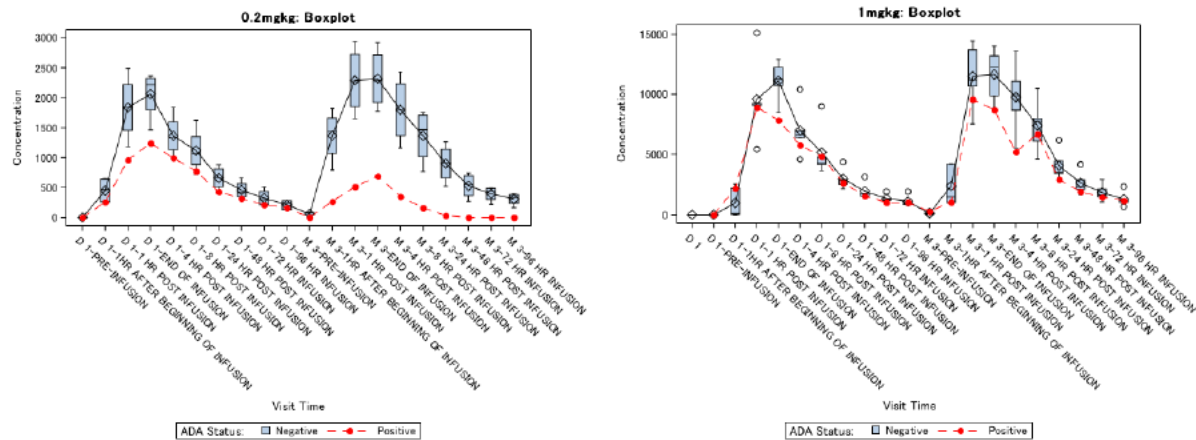 0.2mgkg: Boxplot
Concentration
3000
2500
2000
1500
1000
500
0
D 1-PRE-INFUSION
D 1-1HR AFTER BEGINNING OF INFUSION
D 1-1 HR POST INFUSION
D 1-END OF INFUSION
D 1-4 HR POST INFUSION
D 1-8 HR POST INFUSION
D 1-24 HR POST INFUSION
D 1-48 HR POST INFUSION
D 1-72 HR INFUSION
D 1-96 HR INFUSION
M 3-PRE-INFUSION
M 3-1HR AFTER BEGINNING OF INFUSION
M 3-1 HR POST INFUSION
M 3-END OF INFUSION
M 3-4 HR POST INFUSION
M 3-8 HR POST INFUSION
M 3-24 HR POST INFUSION
M 3-48 HR POST INFUSION
M 3-72 HR INFUSION
M 3-96 HR INFUSION
Visit Time
ADA Status: Negative Positive
1mgkg: Boxplot
Concentration
15000
10000
5000
0
D 1
D 1-PRE-INFUSION
D 1-1HR AFTER BEGINNING OF INFUSION
D 1-1 HR POST INFUSION
D 1-END OF INFUSION
D 1-4 HR POST INFUSION
D 1-8 HR POST INFUSION
D 1-24 HR POST INFUSION
D 1-48 HR POST INFUSION
D 1-72 HR INFUSION
D 1-96 HR INFUSION
M 3-PRE-INFUSION
M 3-1HR AFTER BEGINNING OF INFUSION
M 3-1 HR POST INFUSION
M 3-END OF INFUSION
M 3-4 HR POST INFUSION
M 3-8 HR POST INFUSION
M 3-24 HR POST INFUSION
M 3-48 HR POST INFUSION
M 3-72 HR INFUSION
M 3-96 HR INFUSION
Visit Time
ADA Status: Negative Positive